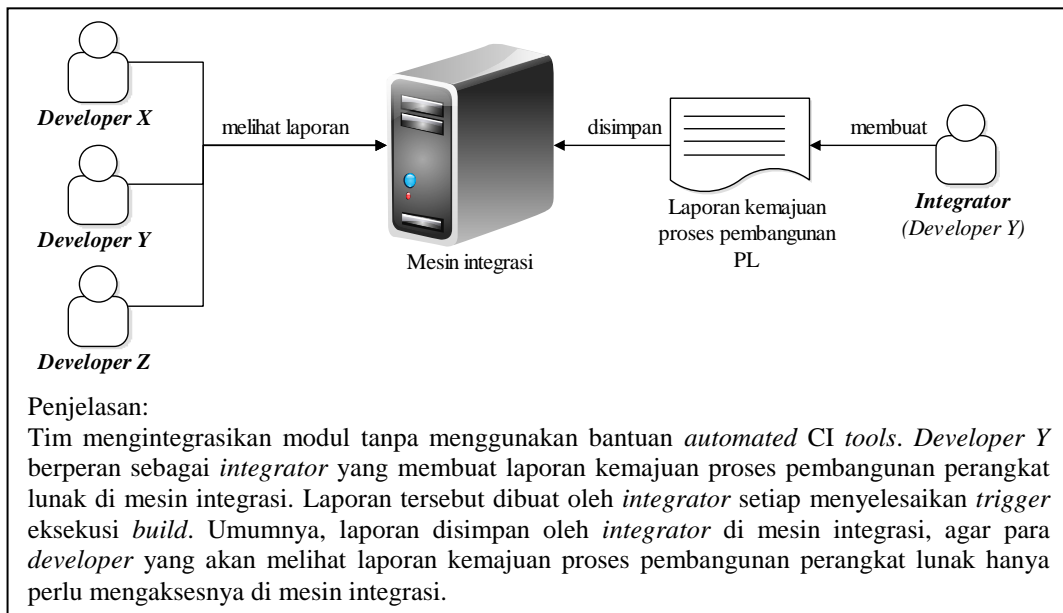 Developer X
melihat laporan
disimpan
membuat
Developer Y
Integrator
(Developer Y)
Laporan kemajuan
proses pembangunan
PL
Mesin integrasi
Developer Z
Penjelasan:
Tim mengintegrasikan modul tanpa menggunakan bantuan automated CI tools. Developer Y
berperan sebagai integrator yang membuat laporan kemajuan proses pembangunan perangkat
lunak di mesin integrasi. Laporan tersebut dibuat oleh integrator setiap menyelesaikan trigger
eksekusi build. Umumnya, laporan disimpan oleh integrator di mesin integrasi, agar para
developer yang akan melihat laporan kemajuan proses pembangunan perangkat lunak hanya
perlu mengaksesnya di mesin integrasi.